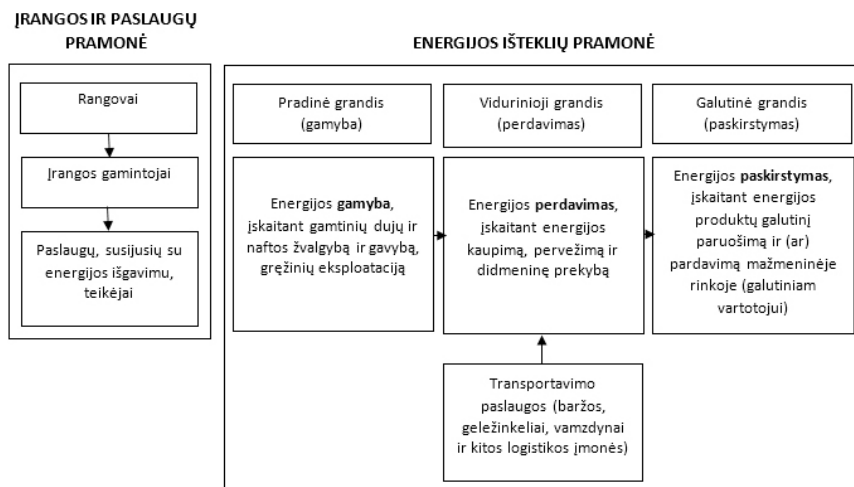 ĮRANGOS IR PASLAUGŲ
PRAMONĖ
Rangovai
Įrangos gamintojai
Paslaugų, susijusių su
energijos išgavimu,
teikėjai
ENERGIJOS IŠTEKLIŲ PRAMONĖ
Pradinė grandis
(gamyba)
Vidurinioji grandis
(perdavimas)
Galutinė grandis
(paskirstymas)
Energijos gamyba,
įskaitant gamtinių dujų ir
naftos žvalgybą ir gavybą,
gręžinių eksploataciją
Energijos perdavimas,
įskaitant energijos
kaupimą, pervežimą ir
didmeninę prekybą
Energijos paskirstymas,
įskaitant energijos
produktų galutinį
paruošimą ir (ar)
pardavimą mažmeninėje
rinkoje (galutiniam
vartotojui)
Transportavimo
paslaugos (baržos,
geležinkeliai, vamzdynai
ir kitos logistikos įmonės)